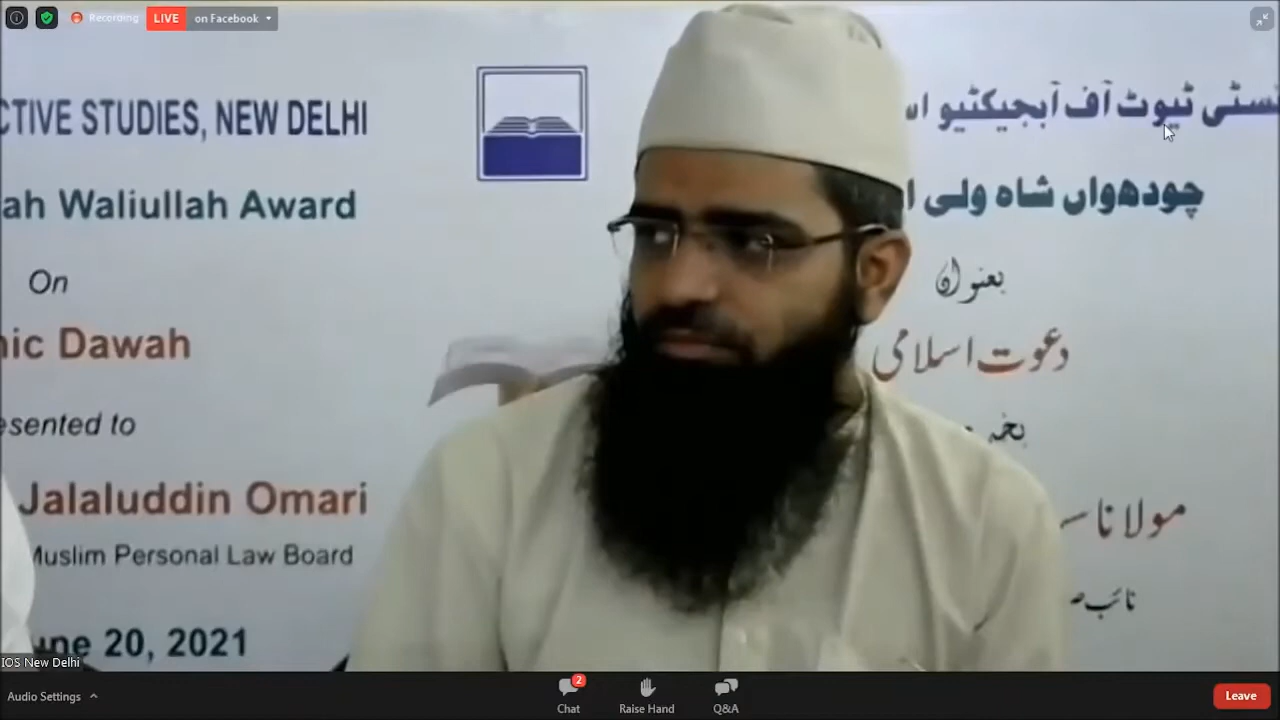 Recording
LIVE on Facebook
CTIVE STUDIES, NEW DELHI
ah Waliullah Award
On
nic Dawah
esented to
Jalaluddin Omari
Muslim Personal Law Board
une 20, 2021
ٹیوٹ آف آبجیکٹیو
چودھواں شاہ ولی
بعنوان
دعوت اسلامی
مولانا
نائب
IOS New Delhi
Audio Settings
2
Chat
Raise Hand
Q&A
Leave